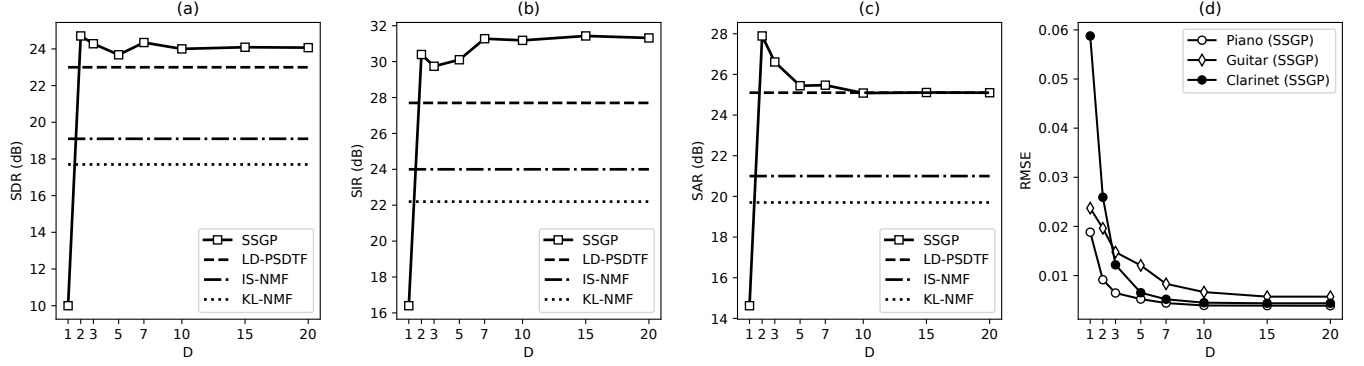 (a)
SDR (dB)
24
22
20
18
16
14
12
10
1 2 3 5 7 10 15 20
D
SSGP
LD-PSDTF
IS-NMF
KL-NMF
(b)
SIR (dB)
32
30
28
26
24
22
20
18
16
1 2 3 5 7 10 15 20
D
SSGP
LD-PSDTF
IS-NMF
KL-NMF
(c)
SAR (dB)
28
26
24
22
20
18
16
14
1 2 3 5 7 10 15 20
D
SSGP
LD-PSDTF
IS-NMF
KL-NMF
(d)
RMSE
0.06
0.05
0.04
0.03
0.02
0.01
1 2 3 5 7 10 15 20
D
Piano (SSGP)
Guitar (SSGP)
Clarinet (SSGP)